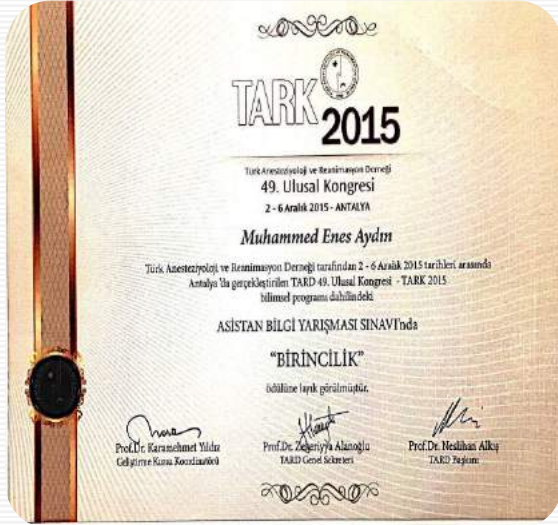 TARK
2015
Türk Anesteziyoloji ve Reanimasyon Derneği
49. Ulusal Kongresi
2 - 6 Aralık 2015 - ANTALYA
Muhammed Enes Aydın
Türk Anesteziyoloji ve Reanimasyon Derneği tarafından 2 - 6 Aralık 2015 tarihleri arasında
Antalya'da gerçekleştirilen TARD 49. Ulusal Kongresi - TARK 2015
bilimsel programı dahilindeki
ASİSTAN BİLGİ YARIŞMASI SINAVI'nda
“BİRİNCİLİK”
ödülüne layık görülmüştür.
Prof.Dr. Karamehmet Yıldız
Geliştirme Kursu Koordinatörü
Prof.Dr. Zekeriyya Alanoğlu
TARD Genel Sekreteri
Prof.Dr. Neslihan Alkış
TARD Başkanı